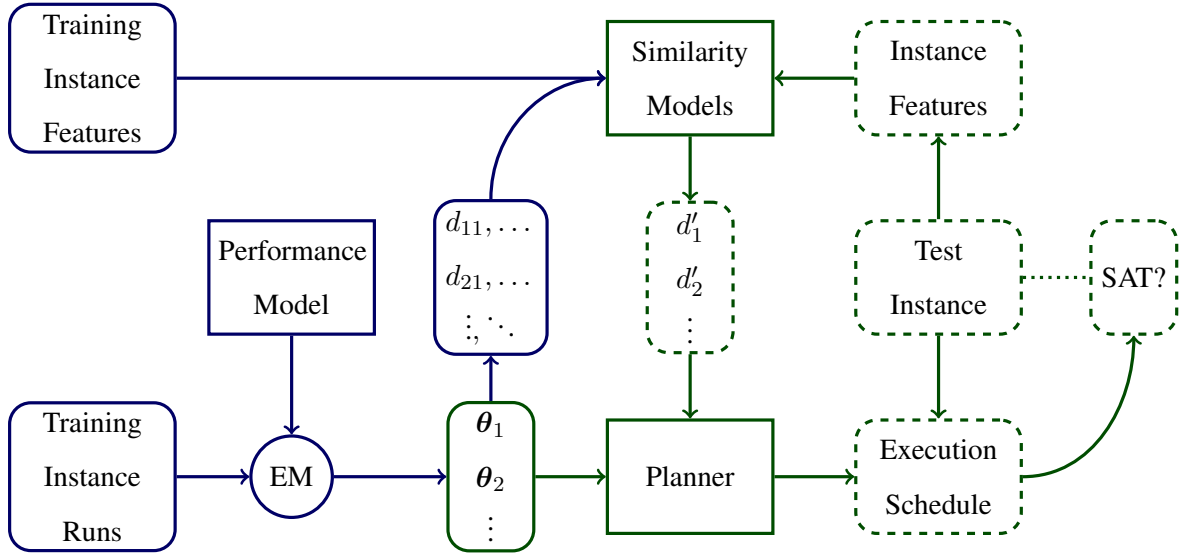 Training
Instance
Features
Similarity
Models
Instance
Features
Performance
Model
d₁₁, …
d₂₁, …
⋮, ⋱
d′₁
d′₂
⋮
Test
Instance
SAT?
Training
Instance
Runs
EM
θ₁
θ₂
⋮
Planner
Execution
Schedule